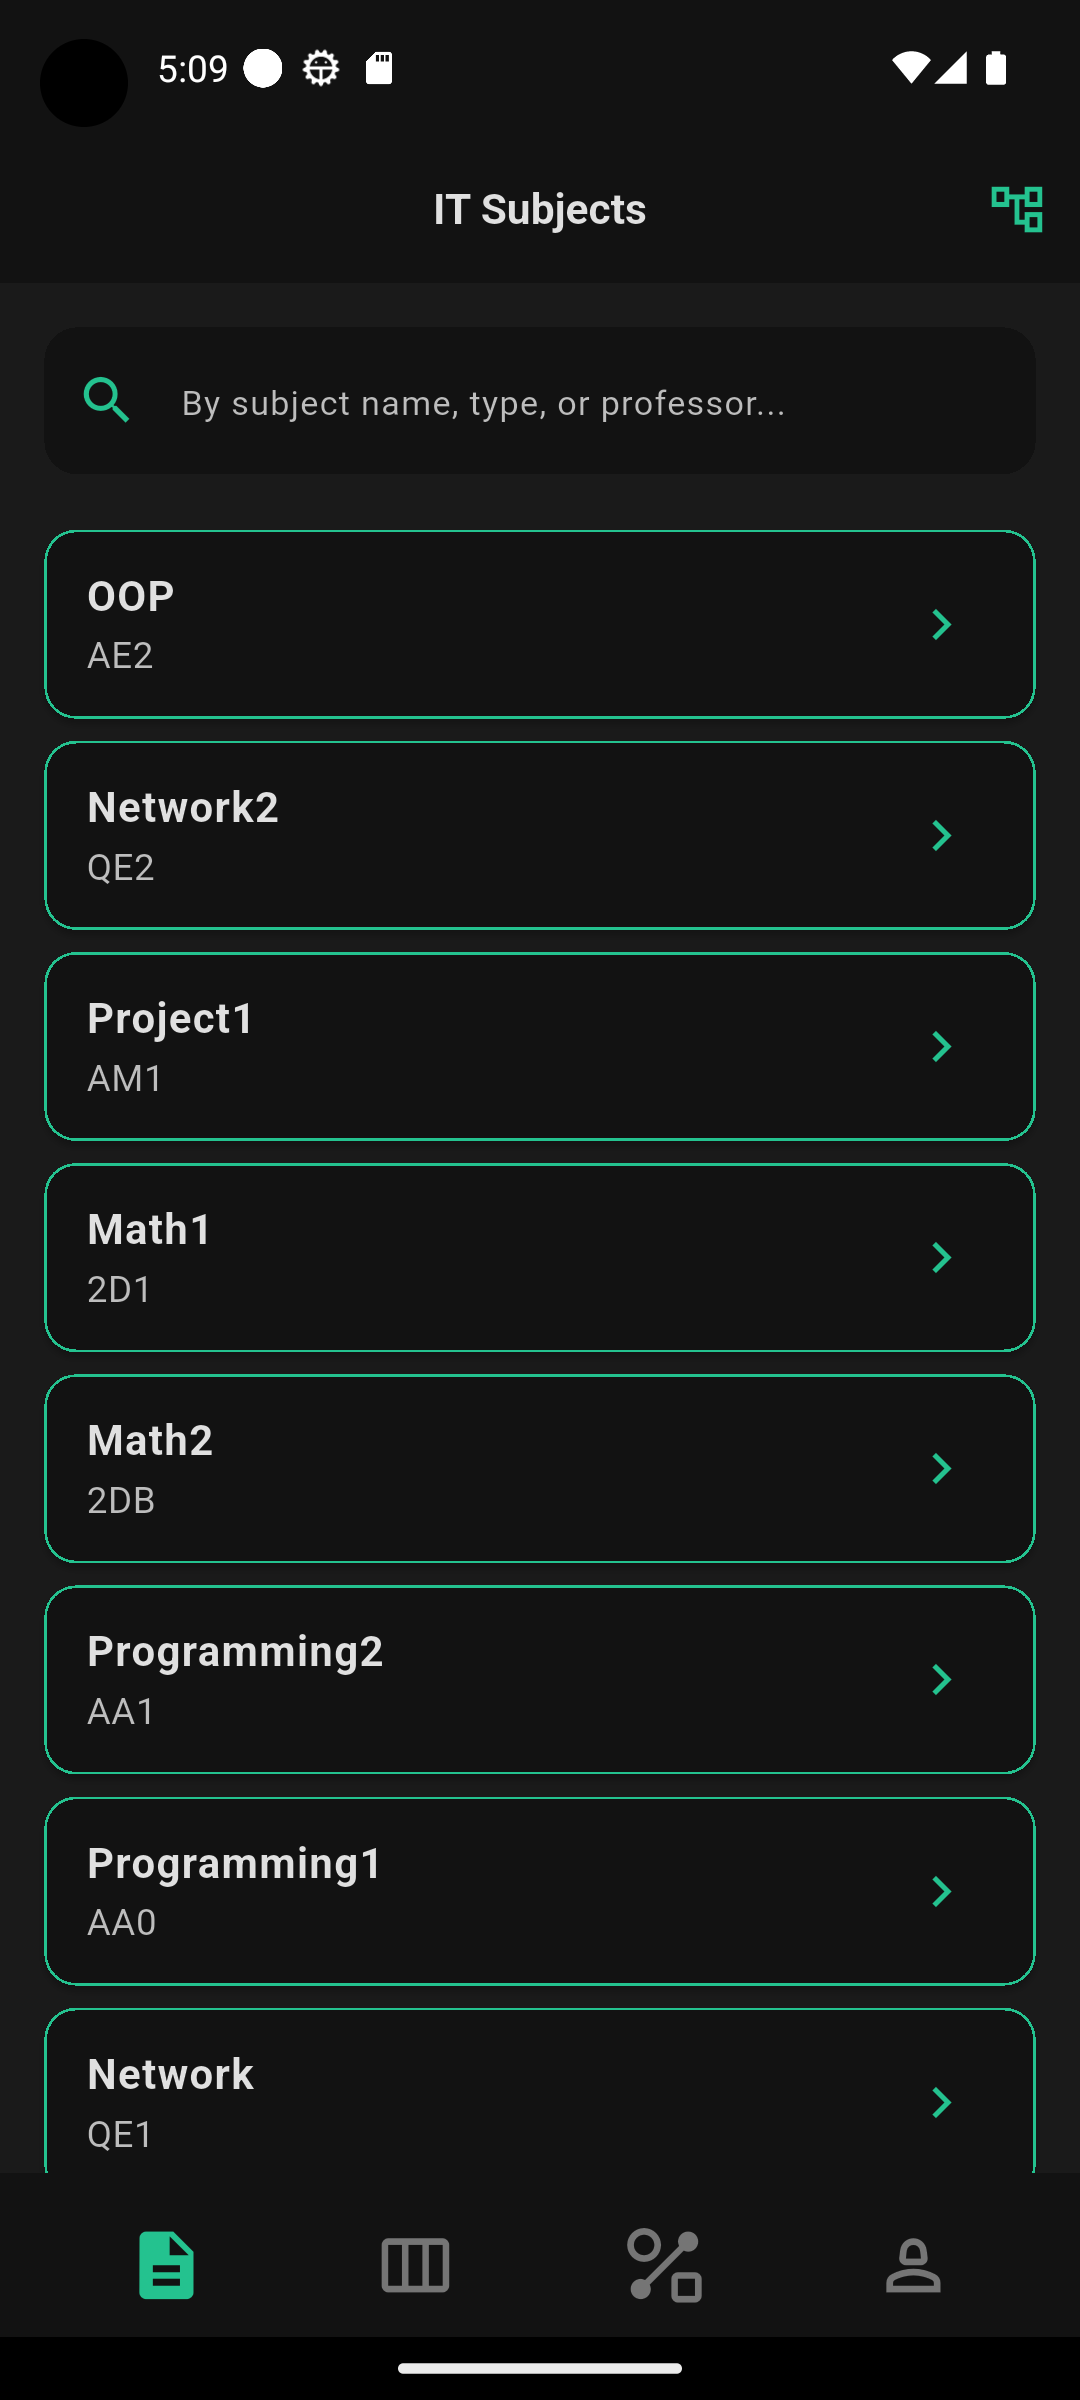 5:09
IT Subjects
By subject name, type, or professor...
OOP
AE2
Network2
QE2
Project1
AM1
Math1
2D1
Math2
2DB
Programming2
AA1
Programming1
AA0
Network
QE1